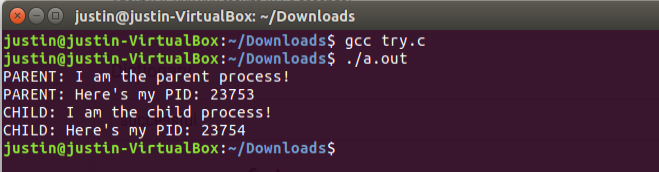 justin@justin-VirtualBox: ~/Downloads
justin@justin-VirtualBox:~/Downloads$ gcc try.c
justin@justin-VirtualBox:~/Downloads$ ./a.out
PARENT: I am the parent process!
PARENT: Here's my PID: 23753
CHILD: I am the child process!
CHILD: Here's my PID: 23754
justin@justin-VirtualBox:~/Downloads$